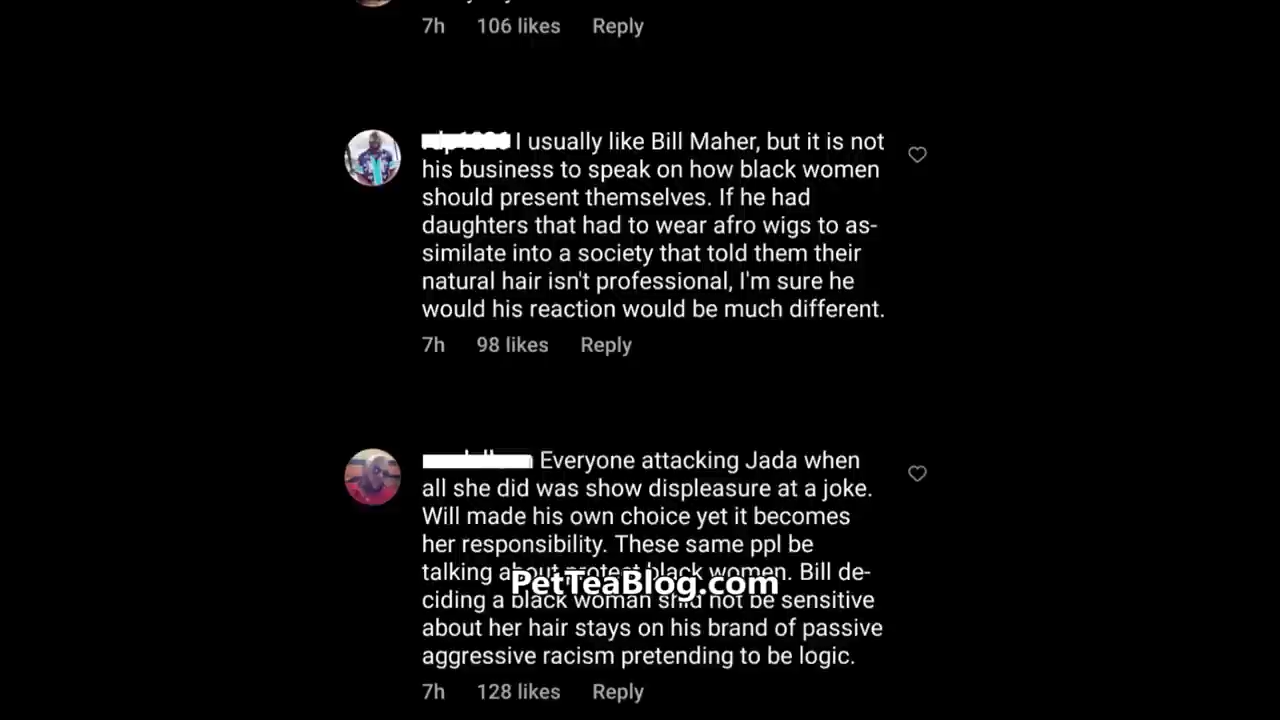 7h 106 likes Reply
I usually like Bill Maher, but it is not
his business to speak on how black women
should present themselves. If he had
daughters that had to wear afro wigs to as-
similate into a society that told them their
natural hair isn't professional, I'm sure he
would his reaction would be much different.
7h 98 likes Reply
Everyone attacking Jada when
all she did was show displeasure at a joke.
Will made his own choice yet it becomes
her responsibility. These same ppl be
talking about protect black women. Bill de-
PetTeaBlog.com
ciding a black woman shld not be sensitive
about her hair stays on his brand of passive
aggressive racism pretending to be logic.
7h 128 likes Reply